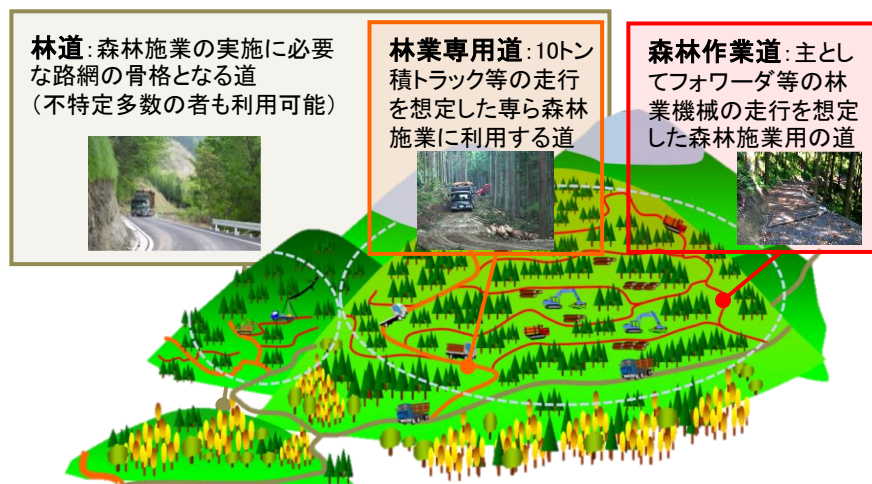 林道：森林施業の実施に必要
な路網の骨格となる道
（不特定多数の者も利用可能）
林業専用道：10トン
積トラック等の走行
を想定した専ら森林
施業に利用する道
森林作業道：主とし
てフォワーダ等の林
業機械の走行を想定
した森林施業用の道